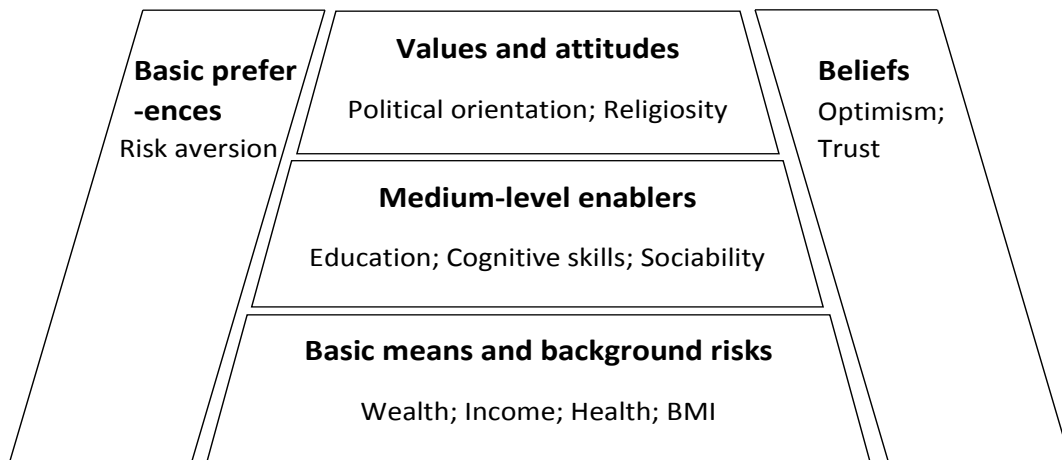 Basic prefer
-ences
Risk aversion
Values and attitudes
Political orientation; Religiosity
Medium-level enablers
Education; Cognitive skills; Sociability
Basic means and background risks
Wealth; Income; Health; BMI
Beliefs
Optimism;
Trust